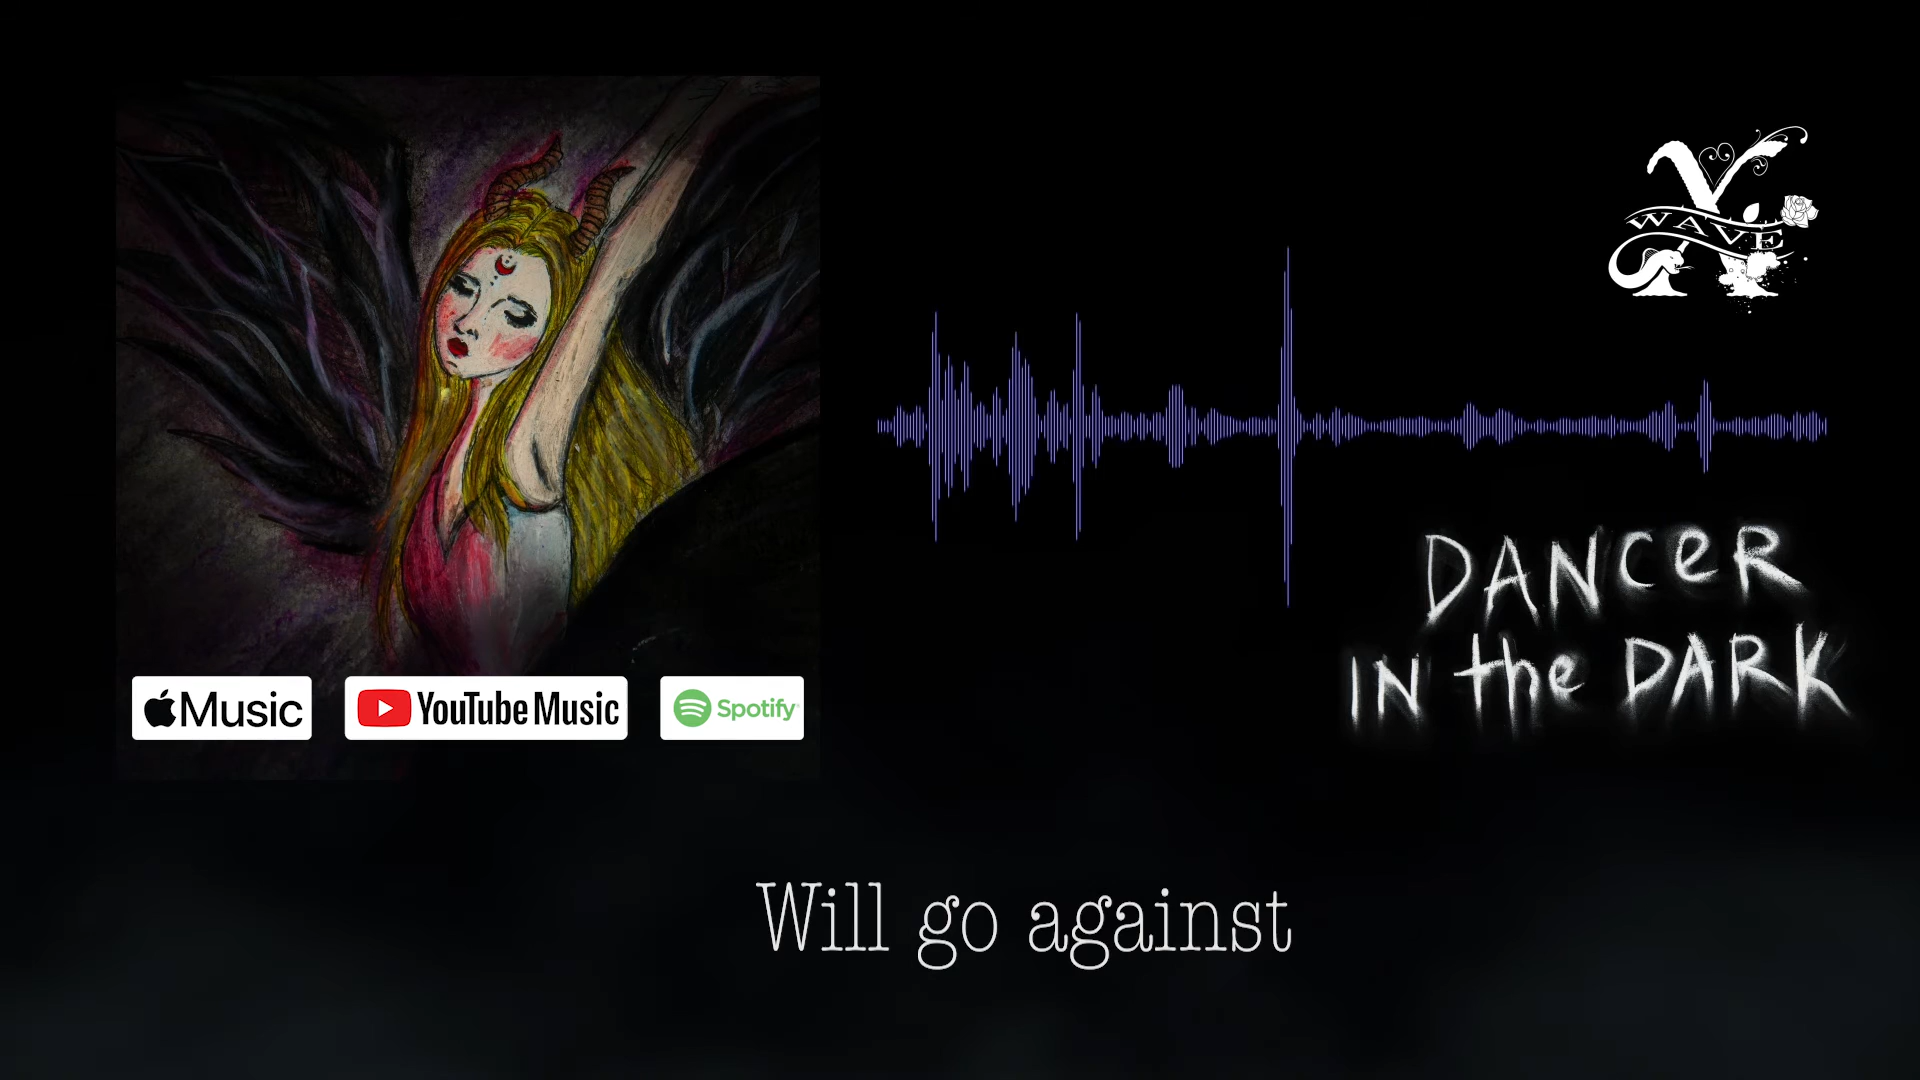 X
WAVE
DANCER
IN the DARK
Music
YouTube Music
Spotify
Will go against